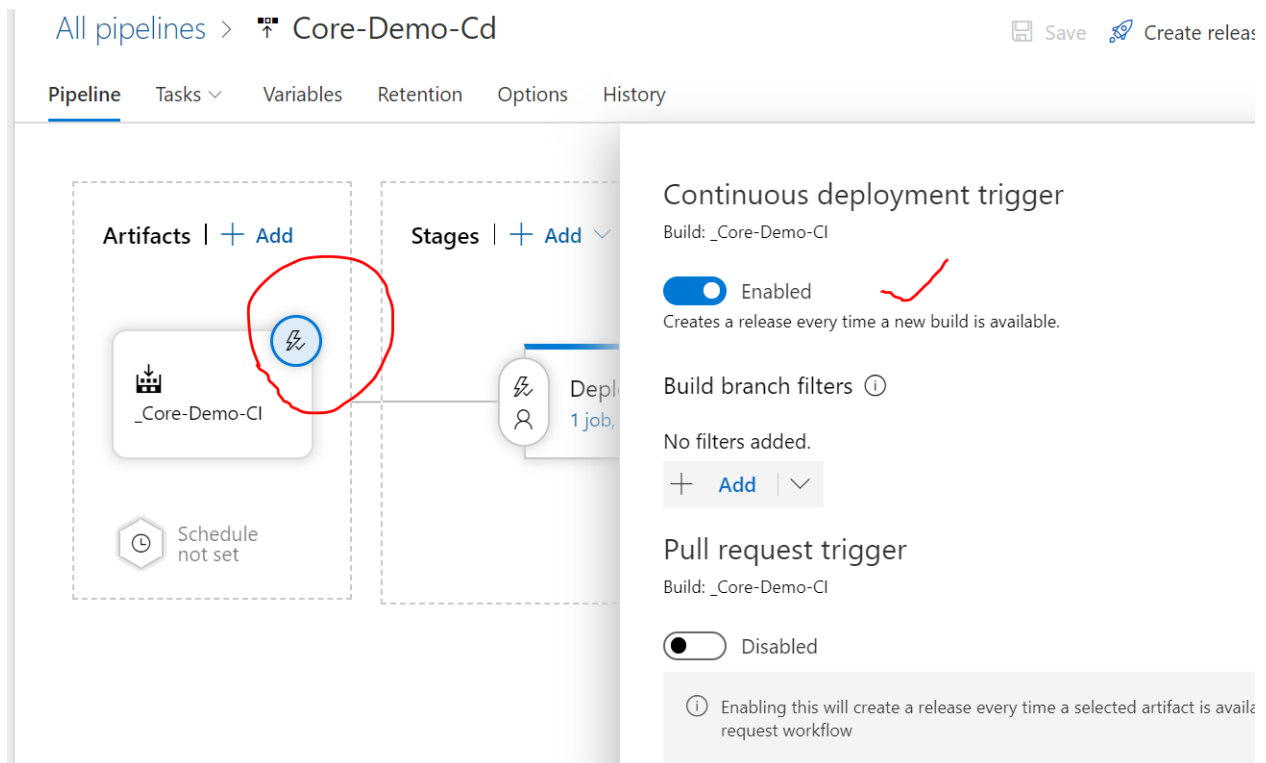 All pipelines > Core-Demo-Cd
Save Create releas
Pipeline Tasks Variables Retention Options History
Artifacts | + Add
Stages | + Add
_Core-Demo-CI
Schedule
not set
Depl
1 job,
Continuous deployment trigger
Build: _Core-Demo-CI
Enabled
Creates a release every time a new build is available.
Build branch filters
No filters added.
+ Add
Pull request trigger
Build: _Core-Demo-CI
Disabled
Enabling this will create a release every time a selected artifact is availa
request workflow